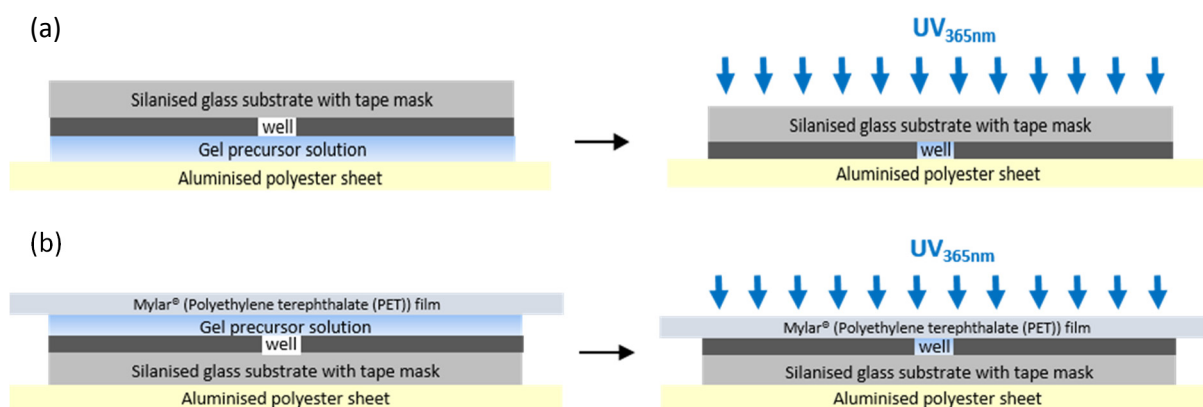 (a)
UV365nm
Silanised glass substrate with tape mask
well
Gel precursor solution
Aluminised polyester sheet
Silanised glass substrate with tape mask
well
Aluminised polyester sheet
(b)
UV365nm
Mylar® (Polyethylene terephthalate (PET)) film
Gel precursor solution
well
Silanised glass substrate with tape mask
Aluminised polyester sheet
Mylar® (Polyethylene terephthalate (PET)) film
well
Silanised glass substrate with tape mask
Aluminised polyester sheet